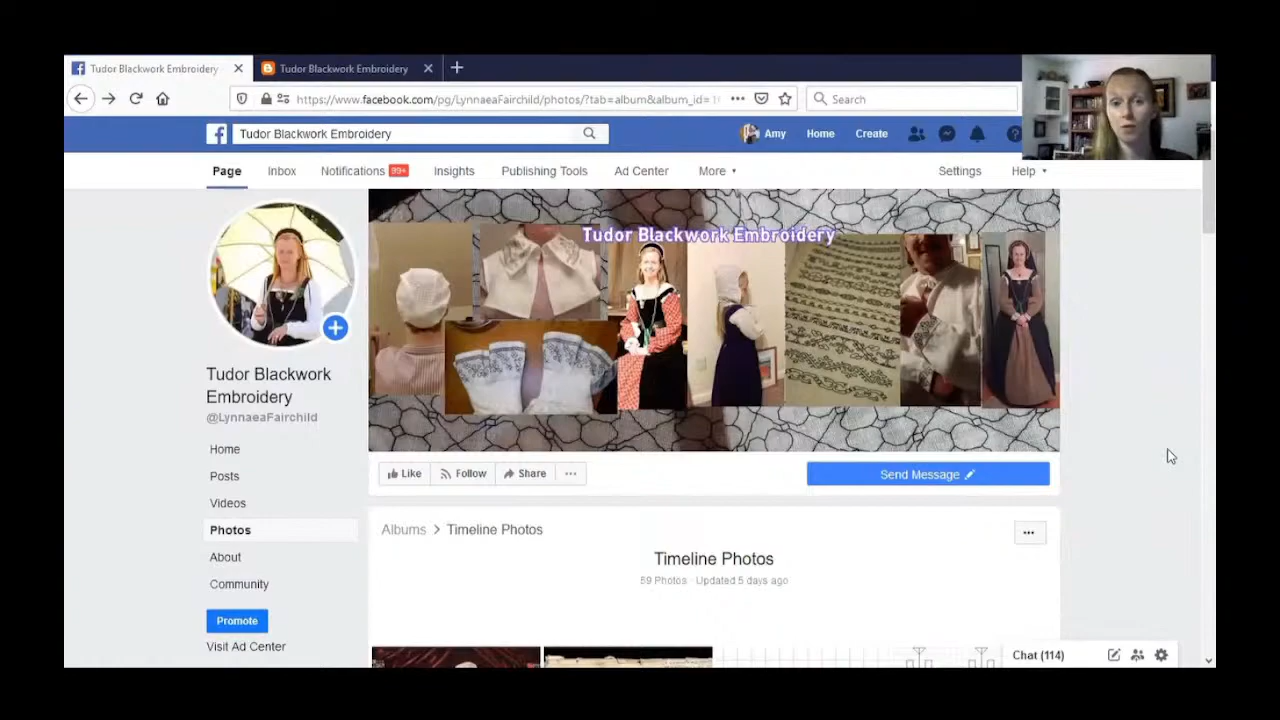 Tudor Blackwork Embroidery
Tudor Blackwork Embroidery
https://www.facebook.com/pg/LynnaeaFairchild/photos/?tab=album&album_id=
Search
Tudor Blackwork Embroidery
Amy
Home
Create
Page
Inbox
Notifications 99+
Insights
Publishing Tools
Ad Center
More
Settings
Help
Tudor Blackwork Embroidery
Tudor Blackwork
Embroidery
@LynnaeaFairchild
Home
Posts
Videos
Photos
About
Community
Promote
Visit Ad Center
Like
Follow
Share
Send Message
Albums > Timeline Photos
Timeline Photos
59 Photos · Updated 5 days ago
Chat (114)